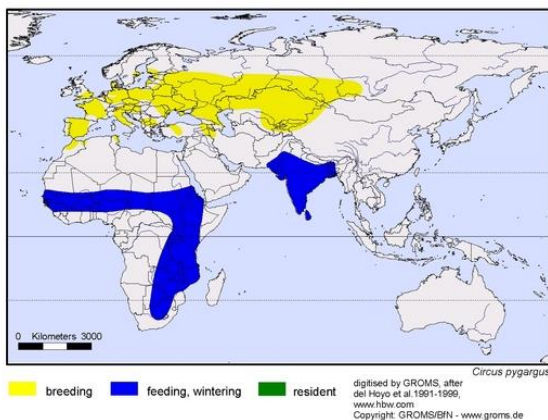 0 Kilometers 3000
Circus pygargus
breeding
feeding, wintering
resident
digitised by GROMS, after
del Hoyo et al.1991-1999,
www.hbw.com
Copyright: GROMS/BfN - www.groms.de